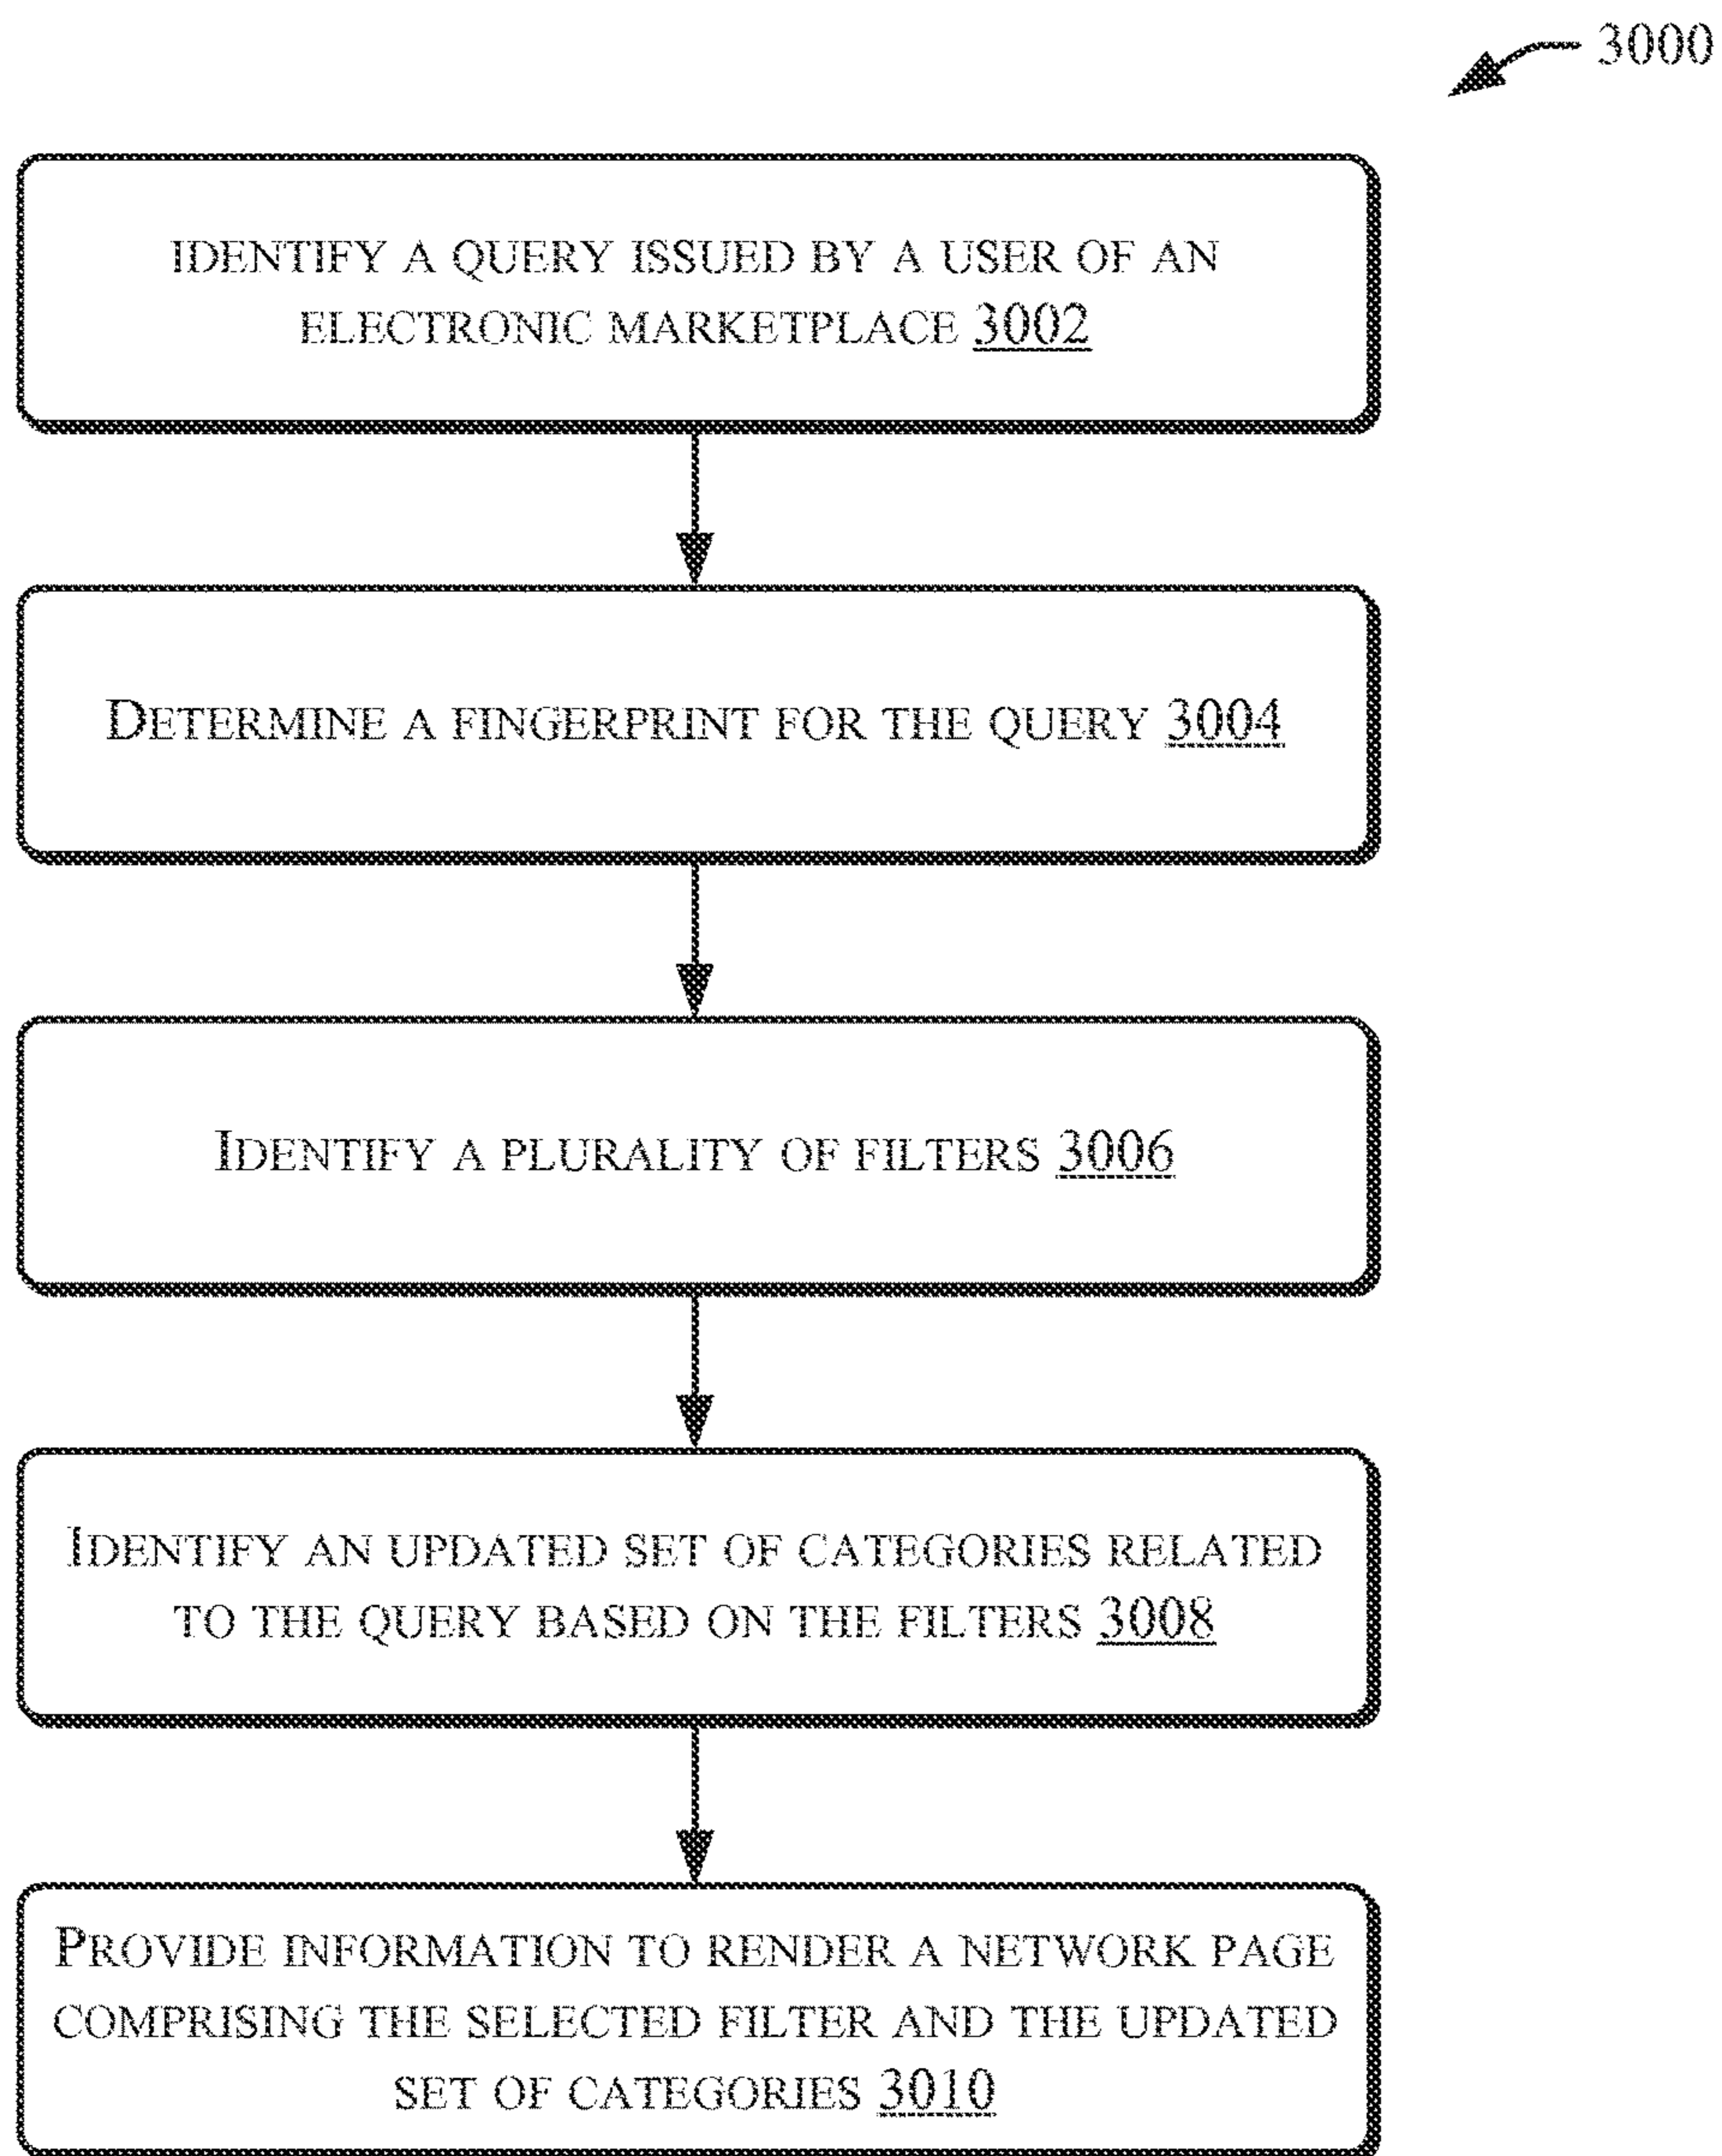 3000
IDENTIFY A QUERY ISSUED BY A USER OF AN
ELECTRONIC MARKETPLACE 3002
DETERMINE A FINGERPRINT FOR THE QUERY 3004
IDENTIFY A PLURALITY OF FILTERS 3006
IDENTIFY AN UPDATED SET OF CATEGORIES RELATED
TO THE QUERY BASED ON THE FILTERS 3008
PROVIDE INFORMATION TO RENDER A NETWORK PAGE
COMPRISING THE SELECTED FILTER AND THE UPDATED
SET OF CATEGORIES 3010